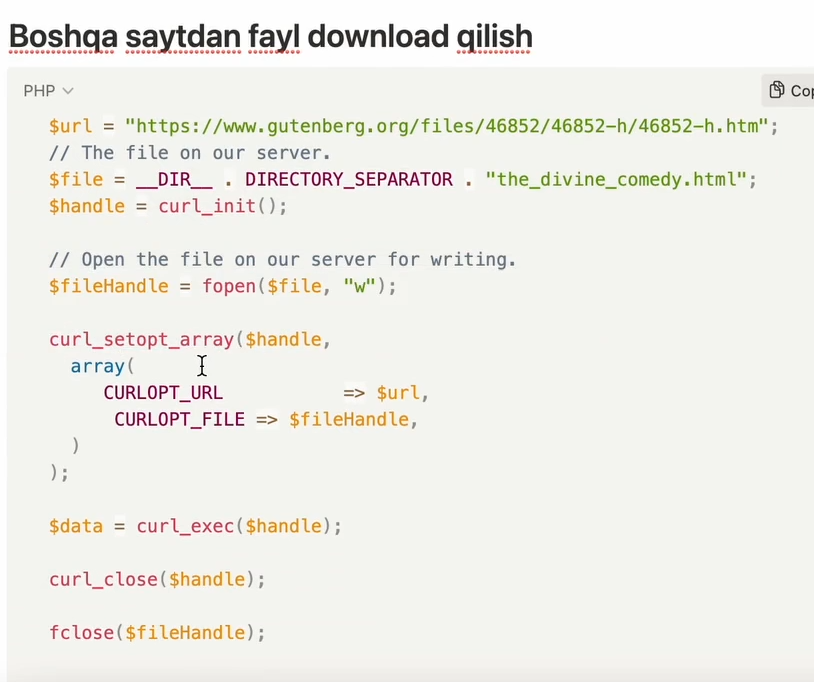 Boshqa saytdan fayl download qilish
PHP
$url = "https://www.gutenberg.org/files/46852/46852-h/46852-h.htm";
// The file on our server.
$file = __DIR__ . DIRECTORY_SEPARATOR . "the_divine_comedy.html";
$handle = curl_init();
// Open the file on our server for writing.
$fileHandle = fopen($file, "w");
curl_setopt_array($handle,
array(
CURLOPT_URL => $url,
CURLOPT_FILE => $fileHandle,
)
);
$data = curl_exec($handle);
curl_close($handle);
fclose($fileHandle);